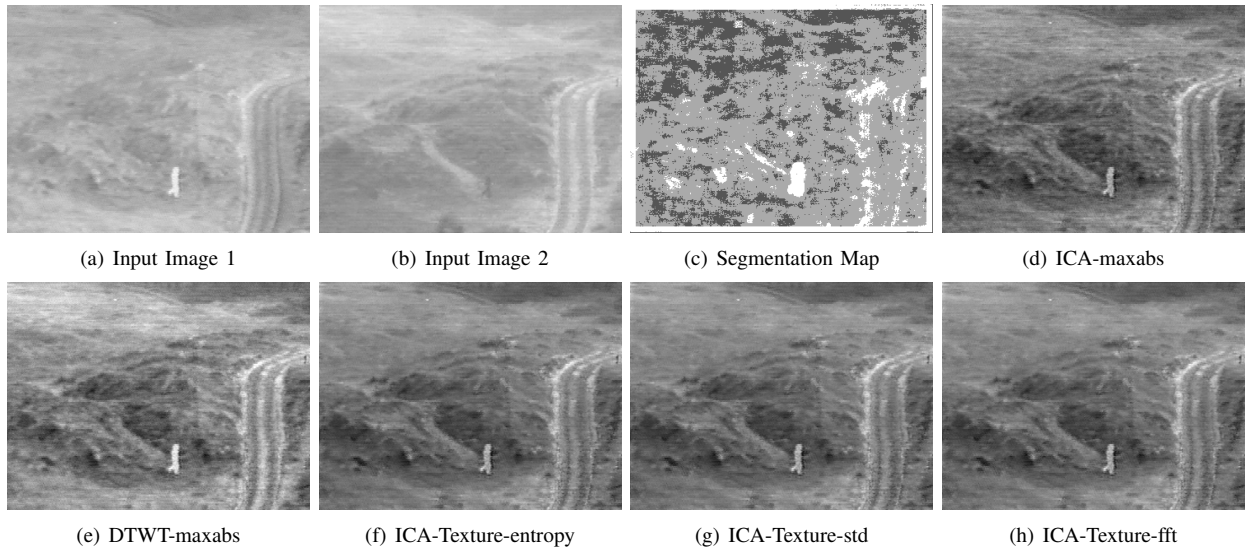 (a) Input Image 1
(b) Input Image 2
(c) Segmentation Map
(d) ICA-maxabs
(e) DTWT-maxabs
(f) ICA-Texture-entropy
(g) ICA-Texture-std
(h) ICA-Texture-fft